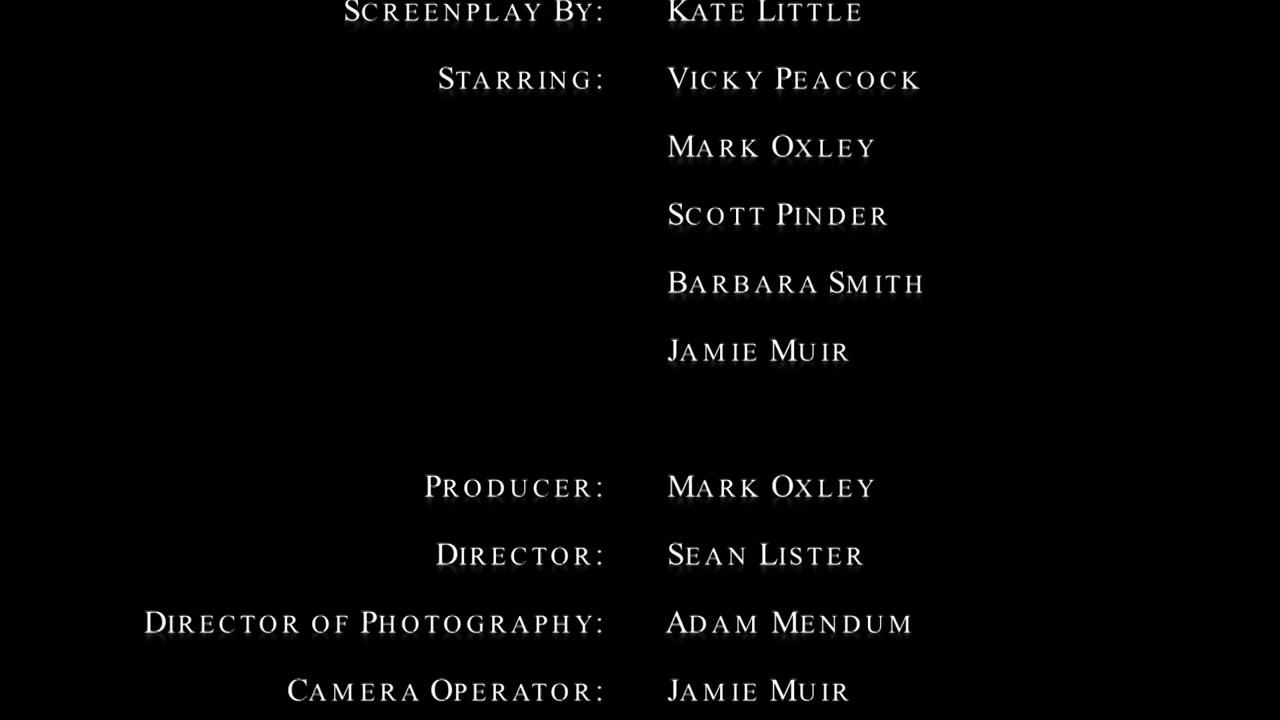 Screenplay By: Kate Little
Starring: Vicky Peacock
Mark Oxley
Scott Pinder
Barbara Smith
Jamie Muir
Producer: Mark Oxley
Director: Sean Lister
Director of Photography: Adam Mendum
Camera Operator: Jamie Muir